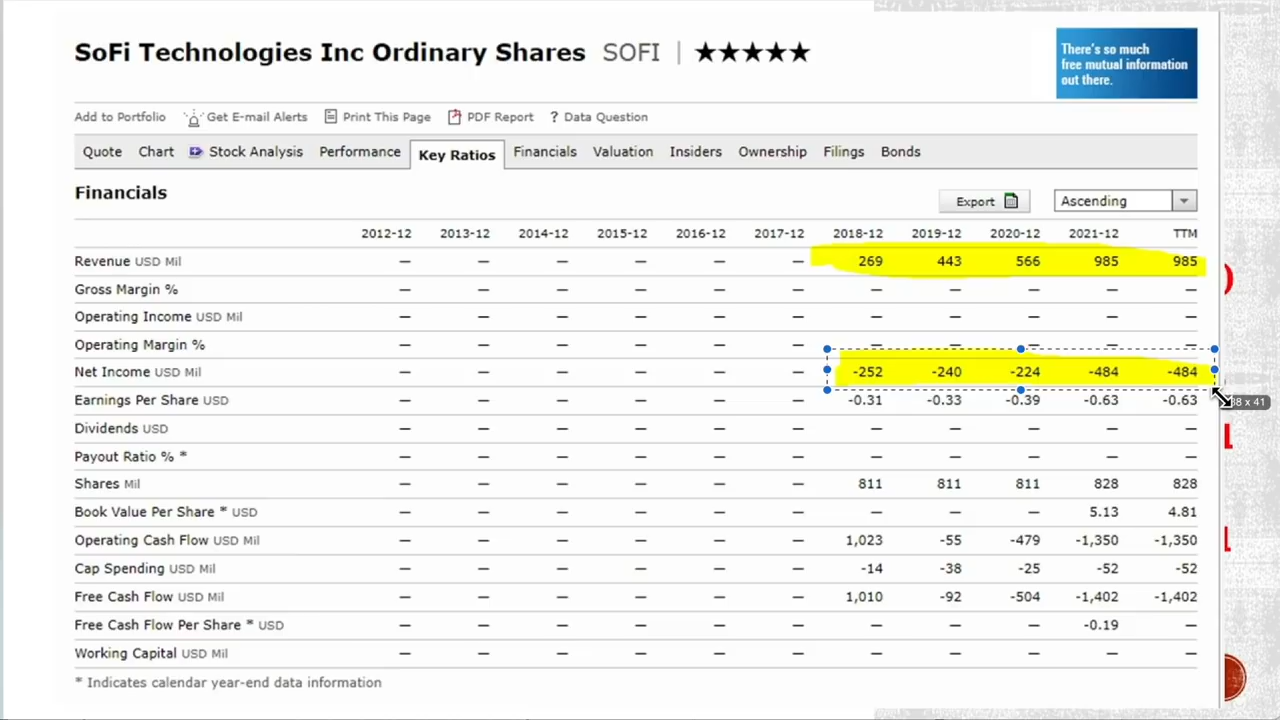 SoFi Technologies Inc Ordinary Shares SOFI | ★★★★★
There's so much
free mutual information
out there.
Add to Portfolio Get E-mail Alerts Print This Page PDF Report ? Data Question
Quote Chart Stock Analysis Performance Key Ratios Financials Valuation Insiders Ownership Filings Bonds
Financials
Export Ascending
2012-12 2013-12 2014-12 2015-12 2016-12 2017-12 2018-12 2019-12 2020-12 2021-12 TTM
Revenue USD Mil — — — — — — 269 443 566 985 985
Gross Margin % — — — — — — — — — — —
Operating Income USD Mil — — — — — — — — — — —
Operating Margin % — — — — — — — — — — —
Net Income USD Mil — — — — — — -252 -240 -224 -484 -484
Earnings Per Share USD — — — — — — -0.31 -0.33 -0.39 -0.63 -0.63
Dividends USD — — — — — — — — — — —
Payout Ratio % * — — — — — — — — — — —
Shares Mil — — — — — — 811 811 811 828 828
Book Value Per Share * USD — — — — — — — — — 5.13 4.81
Operating Cash Flow USD Mil — — — — — — 1,023 -55 -479 -1,350 -1,350
Cap Spending USD Mil — — — — — — -14 -38 -25 -52 -52
Free Cash Flow USD Mil — — — — — — 1,010 -92 -504 -1,402 -1,402
Free Cash Flow Per Share * USD — — — — — — — — — -0.19 —
Working Capital USD Mil — — — — — — — — — — —
* Indicates calendar year-end data information